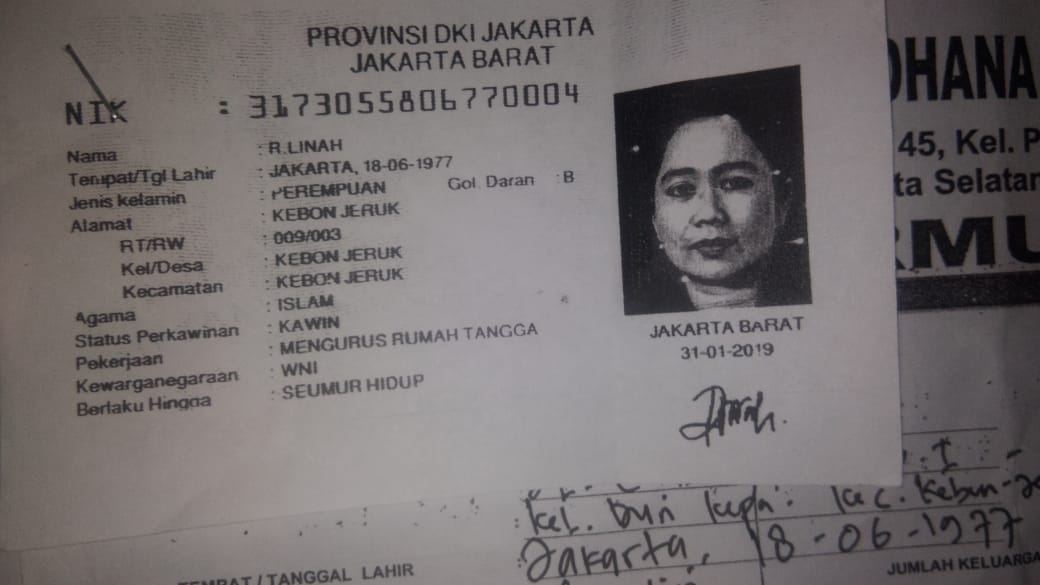 PROVINSI DKI JAKARTA
JAKARTA BARAT
NIK : 3173055806770004
Nama : R.LINAH
Tempat/Tgl Lahir : JAKARTA, 18-06-1977
Jenis kelamin : PEREMPUAN Gol. Daran : B
Alamat : KEBON JERUK
RT/RW : 009/003
Kel/Desa : KEBON JERUK
Kecamatan : KEBON JERUK
Agama : ISLAM
Status Perkawinan : KAWIN
Pekerjaan : MENGURUS RUMAH TANGGA
Kewarganegaraan : WNI
Berlaku Hingga : SEUMUR HIDUP
JAKARTA BARAT
31-01-2019
DHANA
45, Kel. P
ta Selatan
RMU
: kel. Duri kepa. kec. Kebun-
Jakarta, 18-06-1977
TEMPAT / TANGGAL LAHIR
JUMLAH KELUARGA